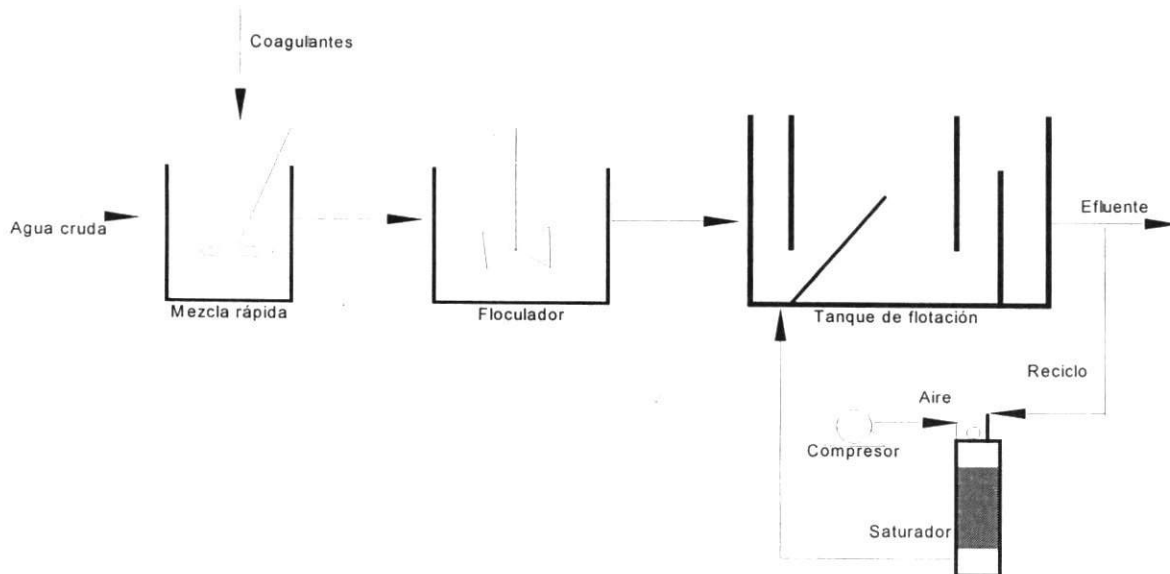 Coagulantes
Agua cruda
Efluente
Mezcla rápida
Floculador
Tanque de flotación
Reciclo
Aire
Compresor
Saturador